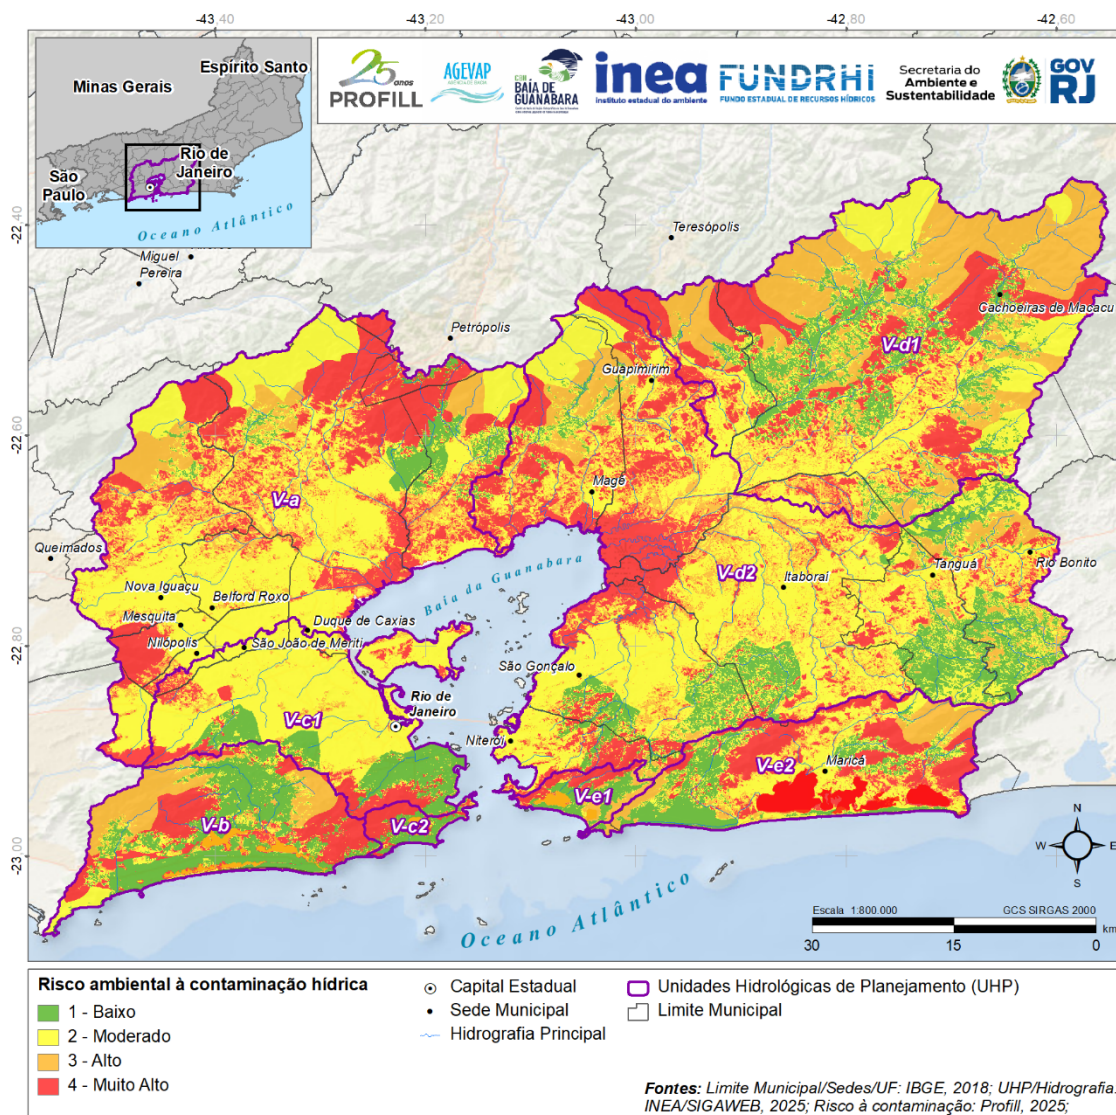 -43,40
-43,20
-43,00
-42,80
-42,60
Espírito Santo
Minas Gerais
Rio de
Janeiro
São
Paulo
Oceano Atlântico
25 anos
PROFILL
AGEVAP
CBH
BAÍA DE
GUANABARA
inea
instituto estadual do ambiente
FUNDRHI
FUNDO ESTADUAL DE RECURSOS HÍDRICOS
Secretaria do
Ambiente e
Sustentabilidade
GOV
RJ
-22,40
-22,60
-22,80
-23,00
Miguel
Pereira
Teresópolis
Petrópolis
Cachoeiras de Macacu
V-d1
Guapimirim
V-a
Magé
Queimados
Baía da Guanabara
V-d2
Itaboraí
Tanguá
Rio Bonito
Nova Iguaçu
Belford Roxo
Mesquita
Duque de Caxias
Nilópolis
São João de Meriti
São Gonçalo
Rio de
Janeiro
V-c1
Niterói
V-e2
Maricá
V-e1
V-b
V-c2
Oceano Atlântico
N
W
E
S
Escala 1:800.000
GCS SIRGAS 2000
km
30
15
0
Risco ambiental à contaminação hídrica
1 - Baixo
2 - Moderado
3 - Alto
4 - Muito Alto
Capital Estadual
Sede Municipal
Hidrografia Principal
Unidades Hidrológicas de Planejamento (UHP)
Limite Municipal
Fontes: Limite Municipal/Sedes/UF: IBGE, 2018; UHP/Hidrografia:
INEA/SIGAWEB, 2025; Risco à contaminação: Profill, 2025;